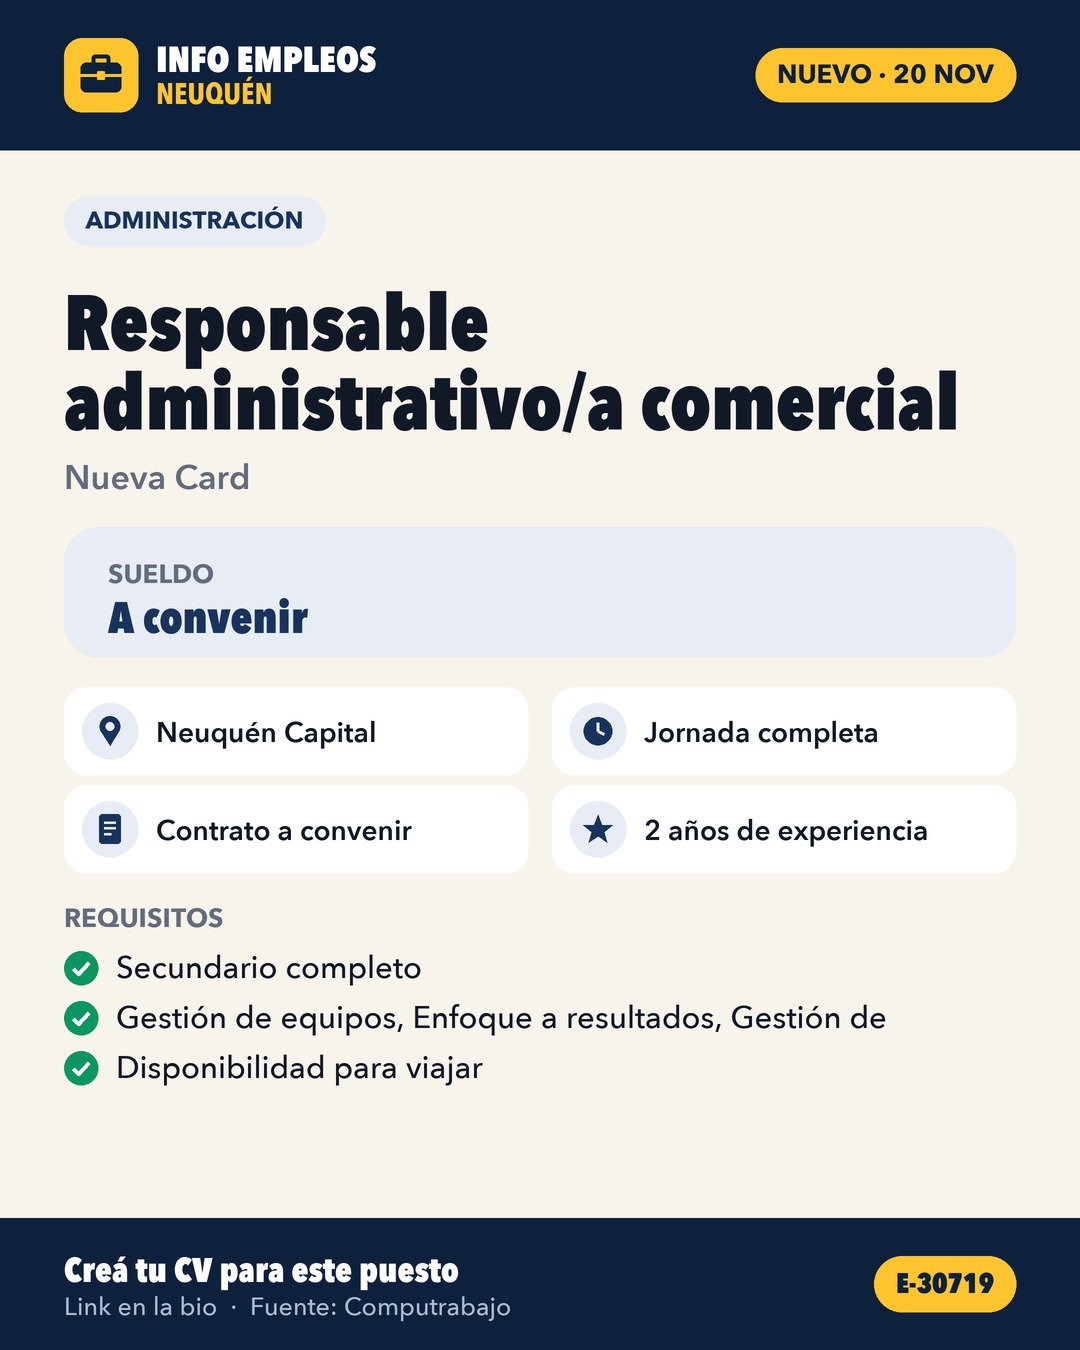 INFO EMPLEOS
NEUQUÉN
NUEVO · 20 NOV
ADMINISTRACIÓN
Responsable
administrativo/a comercial
Nueva Card
SUELDO
A convenir
Neuquén Capital
Jornada completa
Contrato a convenir
2 años de experiencia
REQUISITOS
Secundario completo
Gestión de equipos, Enfoque a resultados, Gestión de
Disponibilidad para viajar
Creá tu CV para este puesto
Link en la bio · Fuente: Computrabajo
E-30719